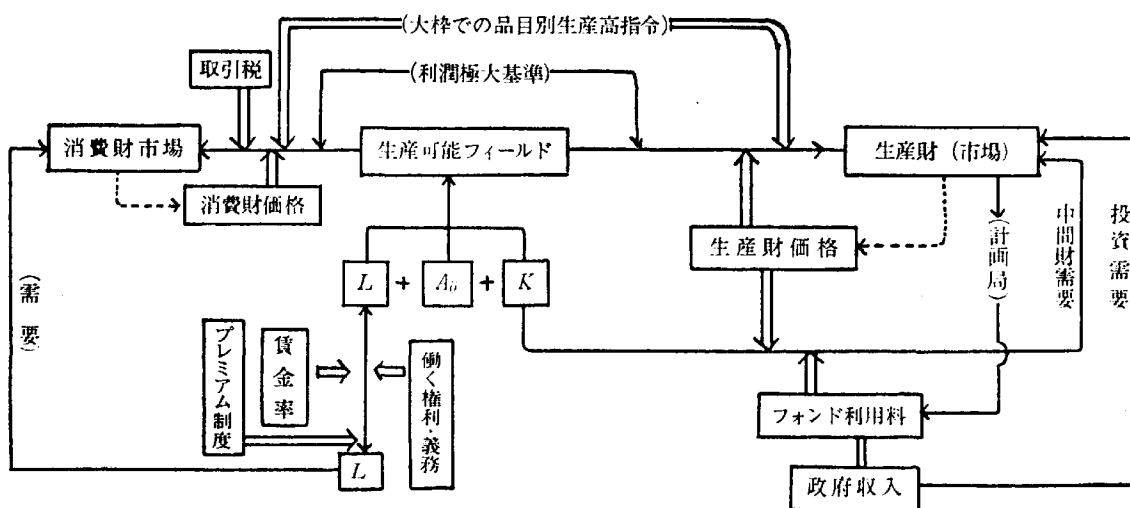 (大枠での品目別生産高指令)
取引税
(利潤極大基準)
消費財市場
生産可能フィールド
生産財(市場)
消費財価格
生産財価格
(計画局)
中間財需要
投資需要
(需要)
L + A₀ + K
プレミアム制度
賃金率
働く権利・義務
フォンド利用料
L
政府収入